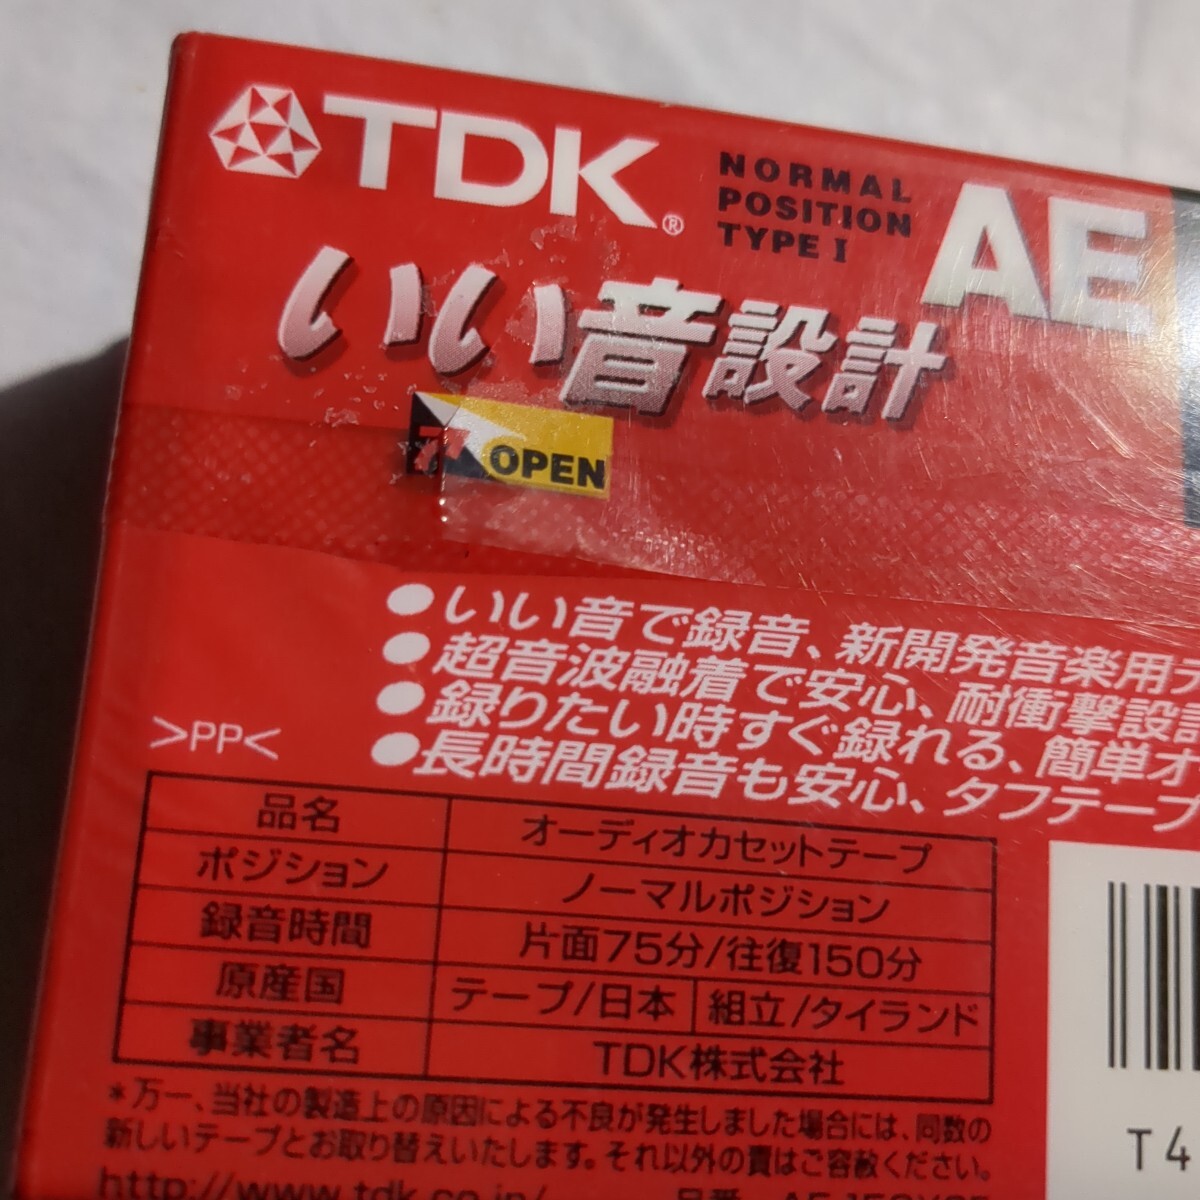 TDK®
NORMAL
POSITION
TYPE I
AE
いい音設計
OPEN
●いい音で録音、新開発音楽用テ
●超音波融着で安心、耐衝撃設計
●録りたい時すぐ録れる、簡単オ
●長時間録音も安心、タフテープ
>PP<
品名 オーディオカセットテープ
ポジション ノーマルポジション
録音時間 片面75分/往復150分
原産国 テープ/日本 組立/タイランド
事業者名 TDK株式会社
*万一、当社の製造上の原因による不良が発生しました場合には、同数の
新しいテープとお取り替えいたします。それ以外の責はご容赦ください。
http://www.tdk.co.jp/ 品番
T4